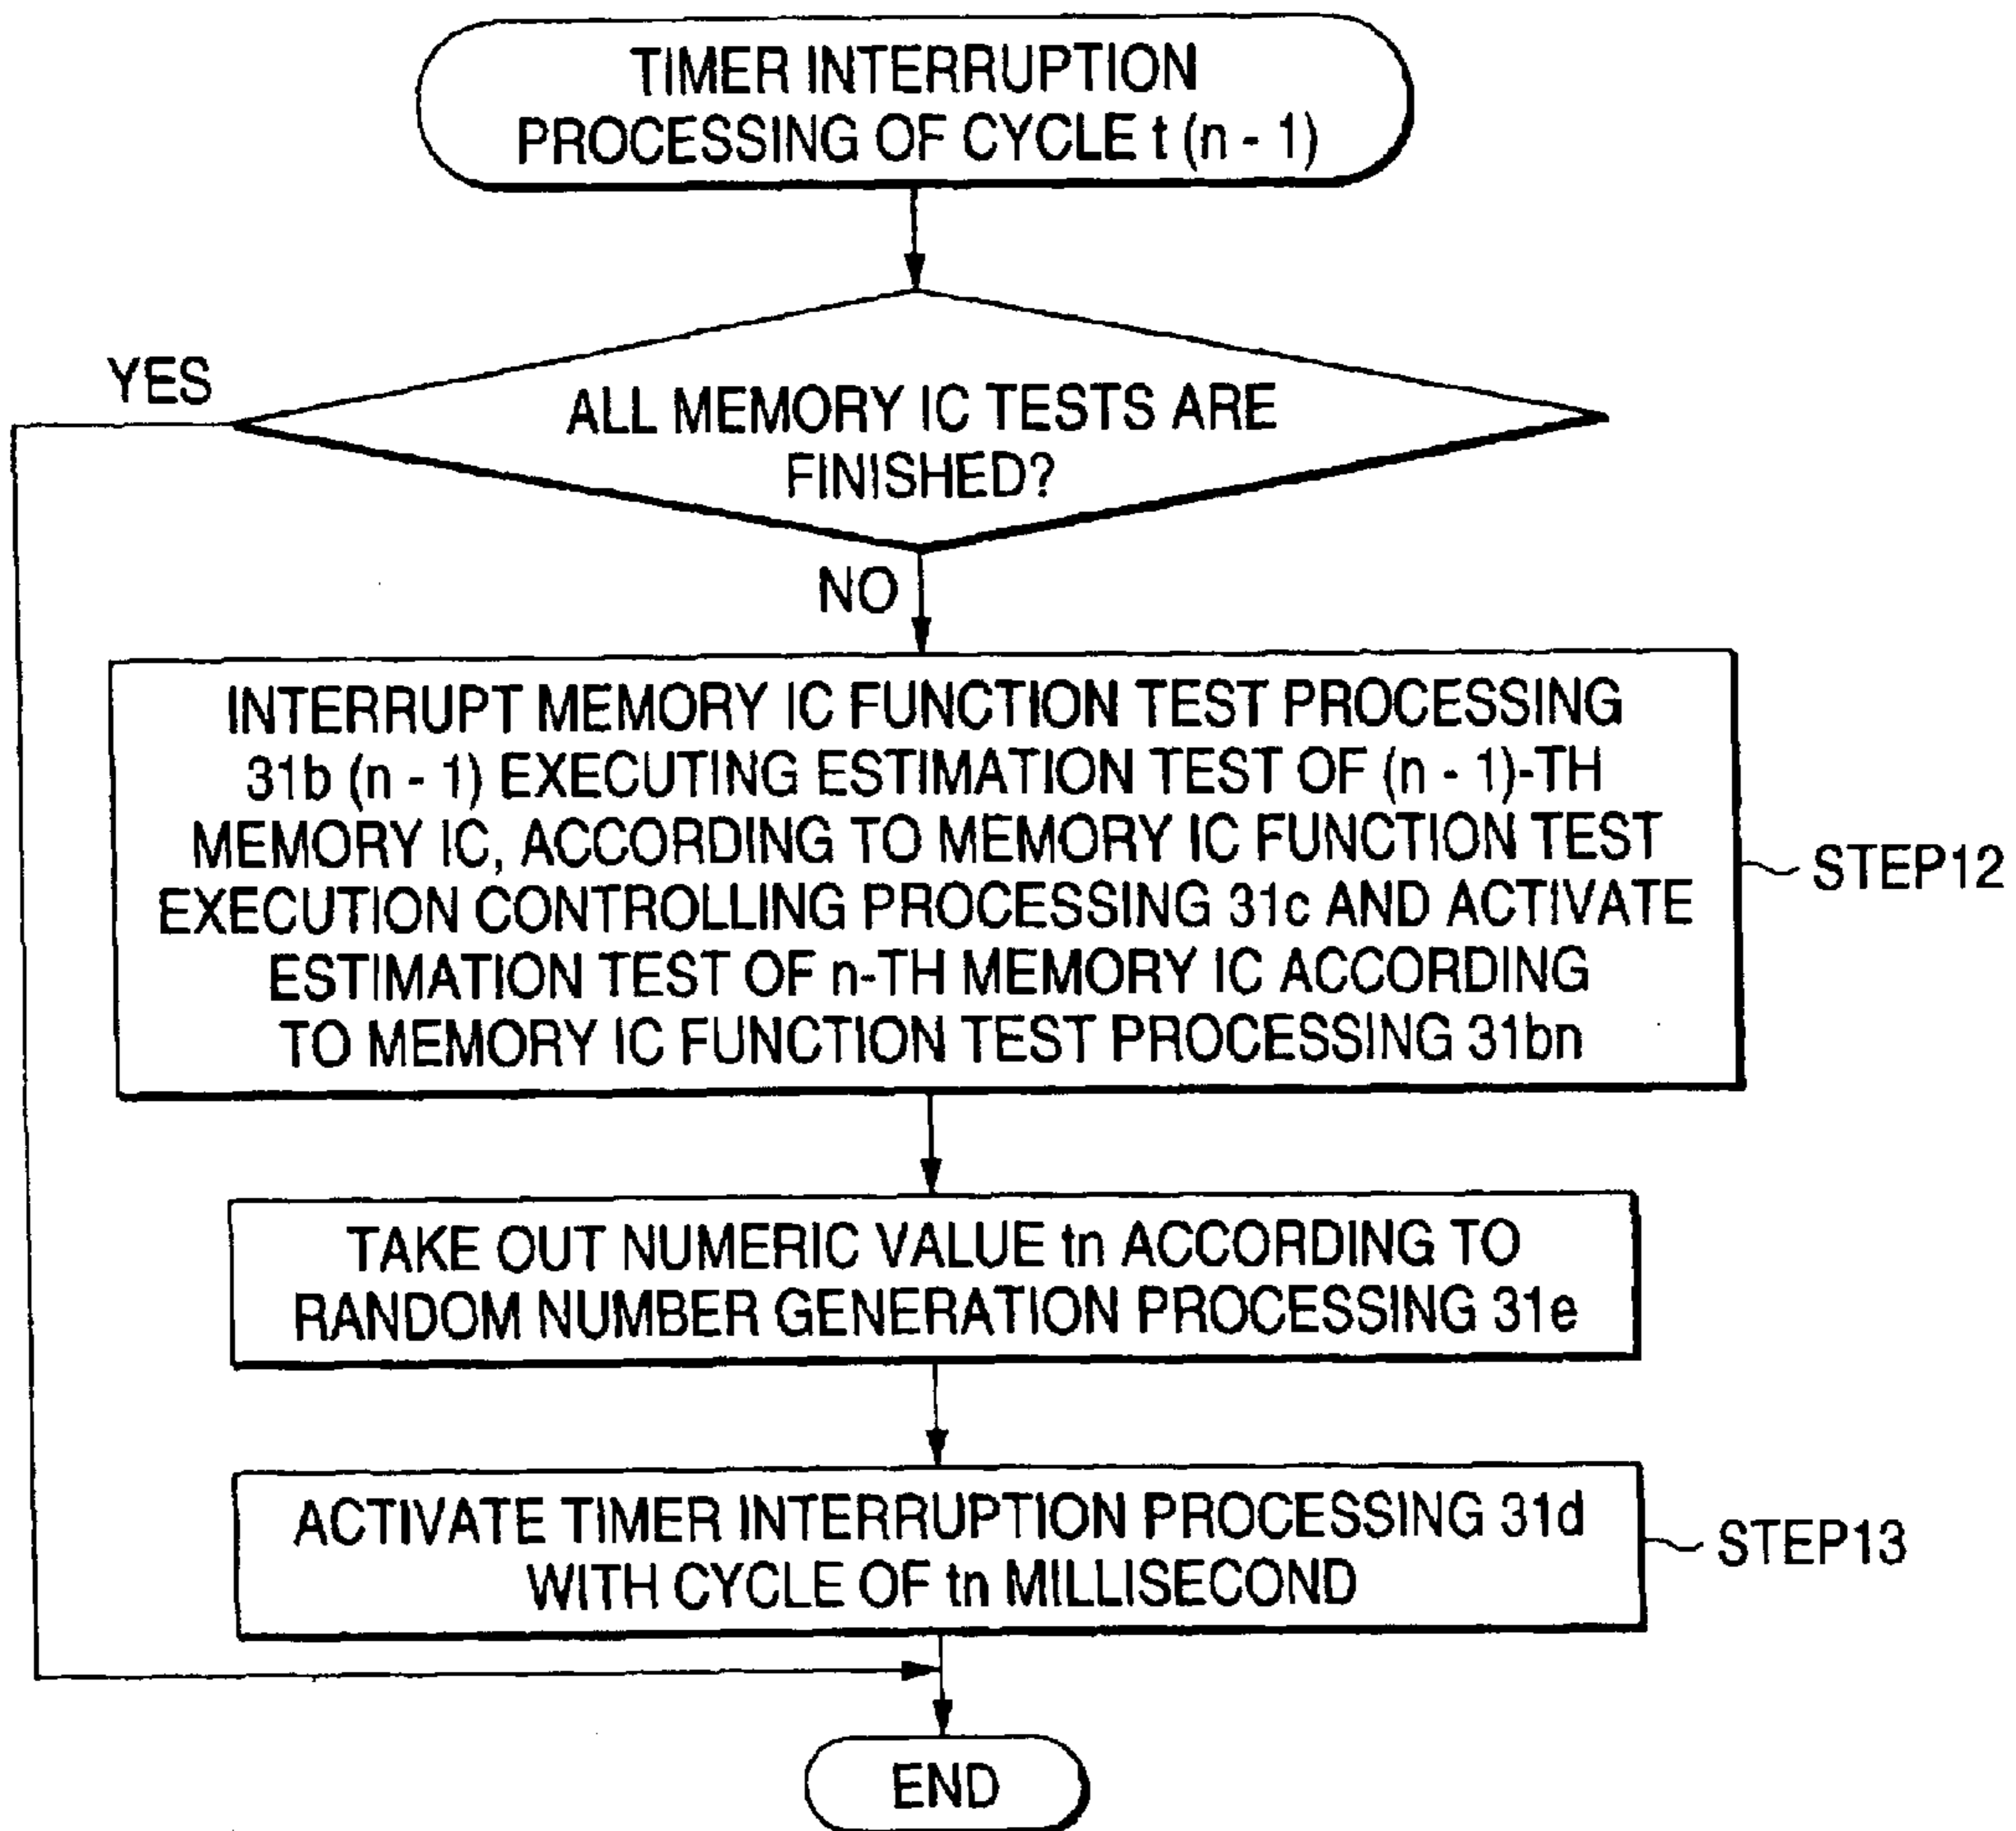 TIMER INTERRUPTION
PROCESSING OF CYCLE t (n - 1)
YES
ALL MEMORY IC TESTS ARE
FINISHED?
NO
INTERRUPT MEMORY IC FUNCTION TEST PROCESSING
31b (n - 1) EXECUTING ESTIMATION TEST OF (n - 1)-TH
MEMORY IC, ACCORDING TO MEMORY IC FUNCTION TEST
EXECUTION CONTROLLING PROCESSING 31c AND ACTIVATE
ESTIMATION TEST OF n-TH MEMORY IC ACCORDING
TO MEMORY IC FUNCTION TEST PROCESSING 31bn
STEP12
TAKE OUT NUMERIC VALUE tn ACCORDING TO
RANDOM NUMBER GENERATION PROCESSING 31e
ACTIVATE TIMER INTERRUPTION PROCESSING 31d
WITH CYCLE OF tn MILLISECOND
STEP13
END